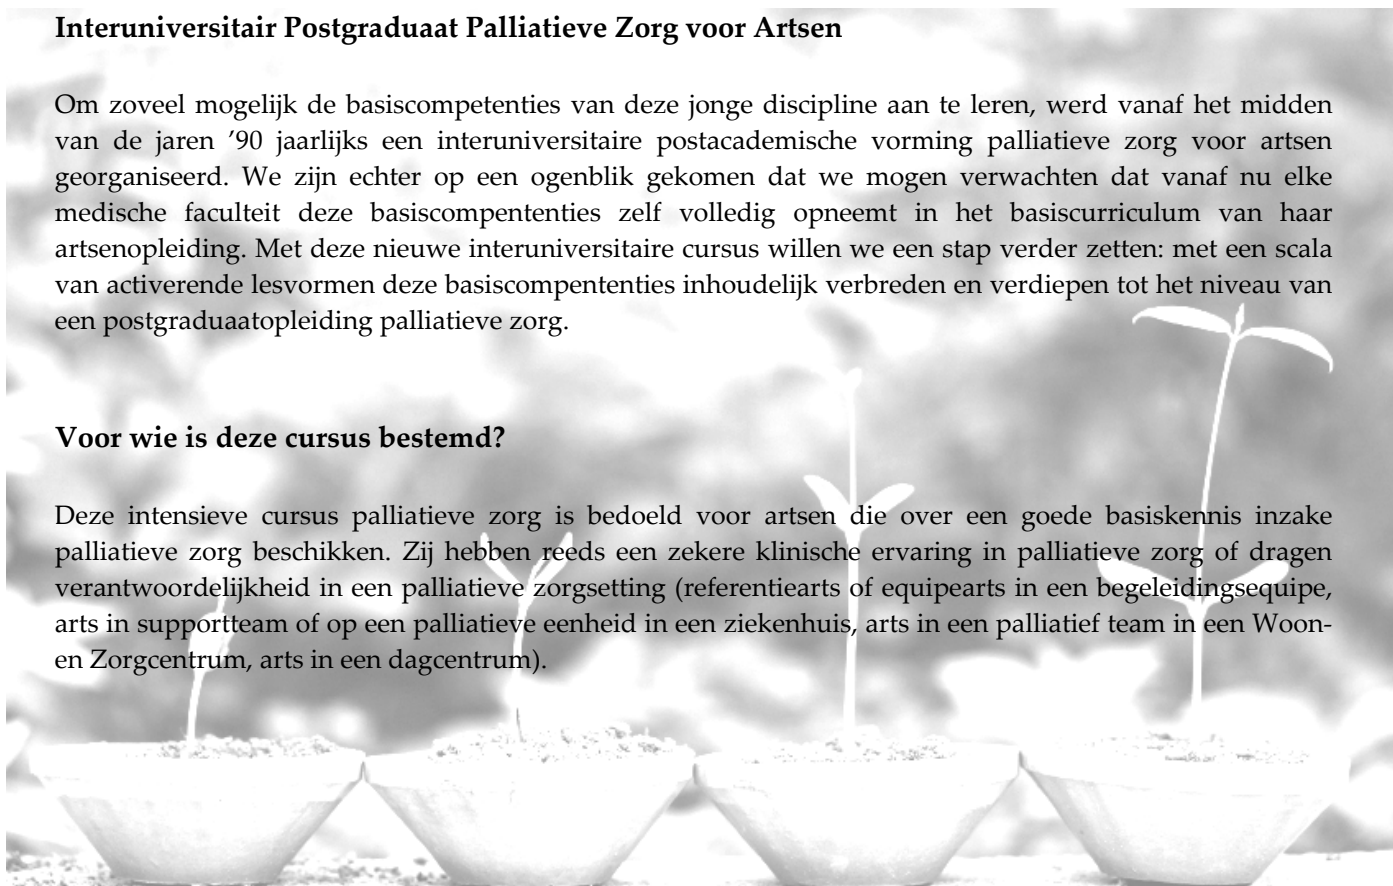 Interuniversitair Postgraduaat Palliatieve Zorg voor Artsen
Om zoveel mogelijk de basiscompetenties van deze jonge discipline aan te leren, werd vanaf het midden
van de jaren ’90 jaarlijks een interuniversitaire postacademische vorming palliatieve zorg voor artsen
georganiseerd. We zijn echter op een ogenblik gekomen dat we mogen verwachten dat vanaf nu elke
medische faculteit deze basiscompententies zelf volledig opneemt in het basiscurriculum van haar
artsenopleiding. Met deze nieuwe interuniversitaire cursus willen we een stap verder zetten: met een scala
van activerende lesvormen deze basiscompententies inhoudelijk verbreden en verdiepen tot het niveau van
een postgraduaatopleiding palliatieve zorg.
Voor wie is deze cursus bestemd?
Deze intensieve cursus palliatieve zorg is bedoeld voor artsen die over een goede basiskennis inzake
palliatieve zorg beschikken. Zij hebben reeds een zekere klinische ervaring in palliatieve zorg of dragen
verantwoordelijkheid in een palliatieve zorgsetting (referentiearts of equipearts in een begeleidingsequipe,
arts in supportteam of op een palliatieve eenheid in een ziekenhuis, arts in een palliatief team in een Woon-
en Zorgcentrum, arts in een dagcentrum).